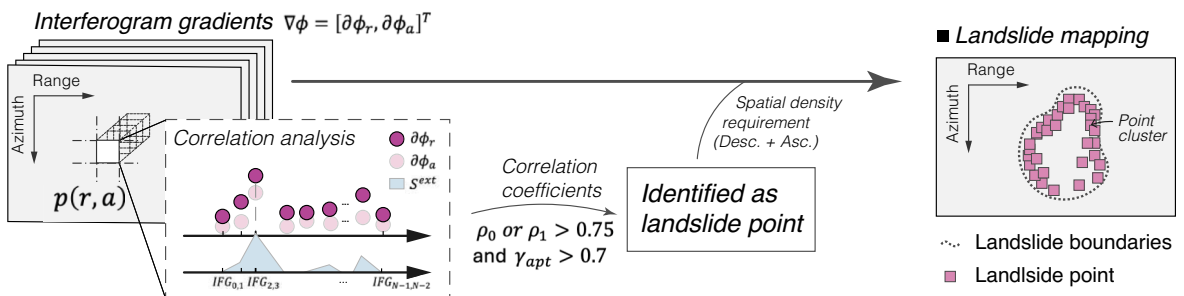 Interferogram gradients ∇ϕ = [∂ϕᵣ, ∂ϕₐ]ᵀ
Range
Azimuth
p(r, a)
Correlation analysis
∂ϕᵣ
∂ϕₐ
Sᵉˣᵗ
...
IFG₀,₁ IFG₂,₃ ... IFG_N−1,N−2
Correlation
coefficients
ρ₀ or ρ₁ > 0.75
and γ_apt > 0.7
Identified as
landslide point
Spatial density
requirement
(Desc. + Asc.)
■ Landslide mapping
Range
Azimuth
Point
cluster
Landslide boundaries
Landlside point